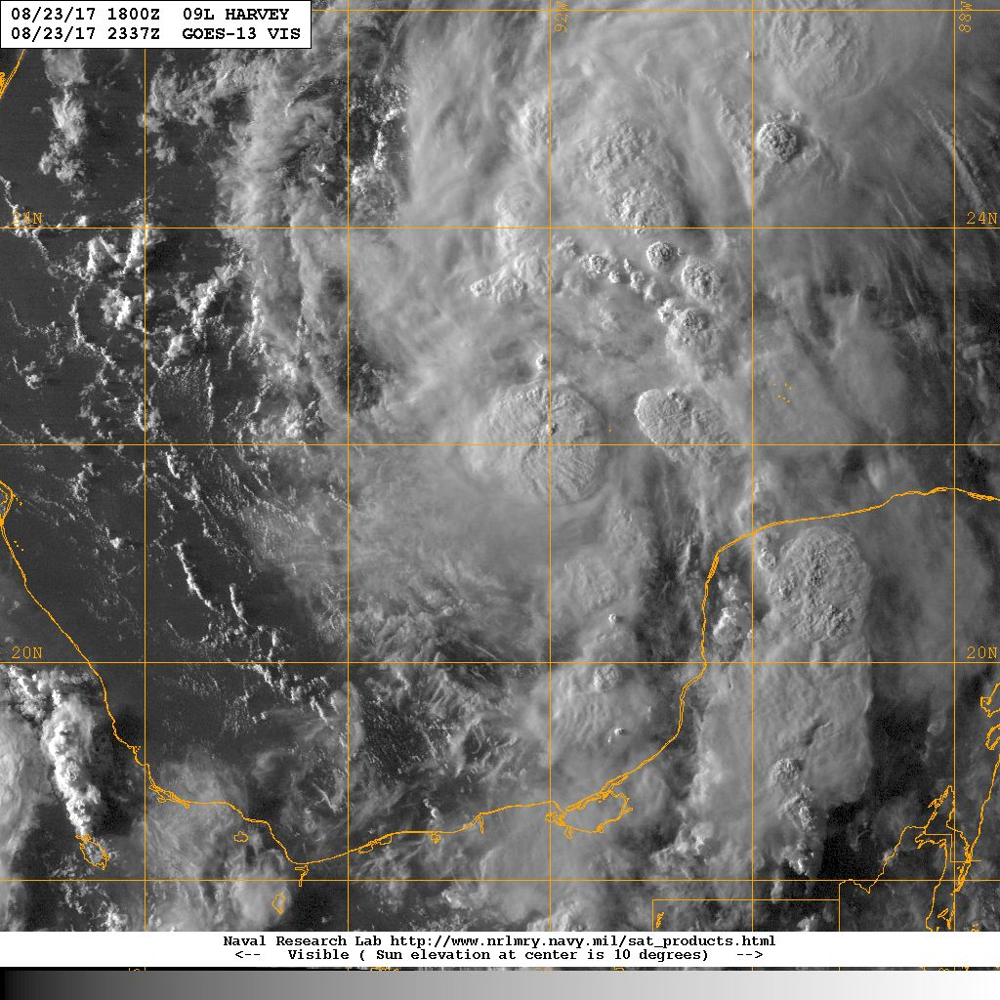 08/23/17 1800Z 09L HARVEY
08/23/17 2337Z GOES-13 VIS
92W
88W
24N
24N
20N
20N
Naval Research Lab http://www.nrlmry.navy.mil/sat_products.html
<-- Visible ( Sun elevation at center is 10 degrees) -->